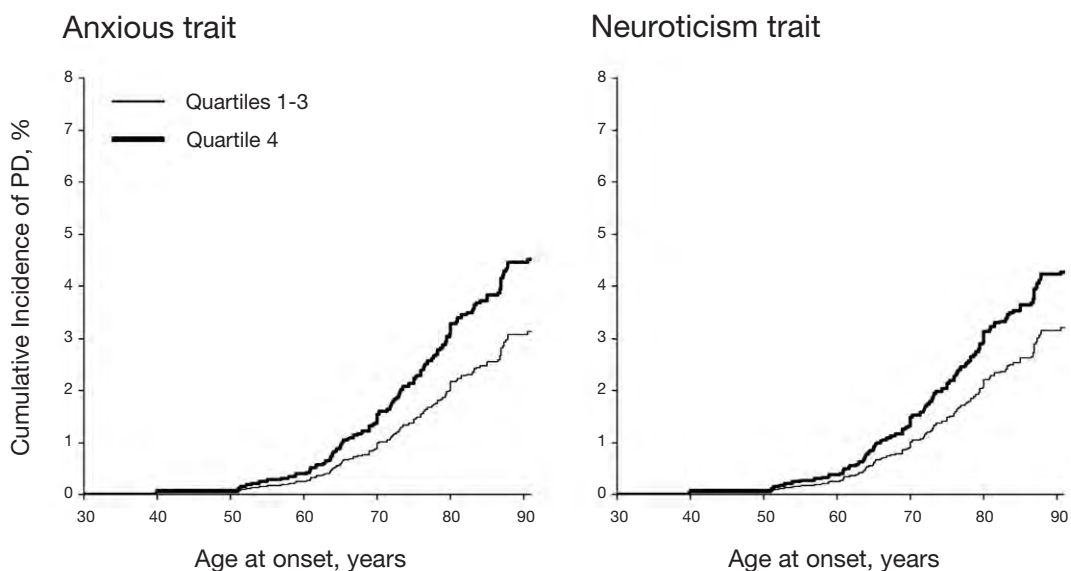 Anxious trait
8
7
6
5
4
3
2
1
0
Cumulative Incidence of PD, %
Quartiles 1-3
Quartile 4
30 40 50 60 70 80 90
Age at onset, years
Neuroticism trait
8
7
6
5
4
3
2
1
0
30 40 50 60 70 80 90
Age at onset, years